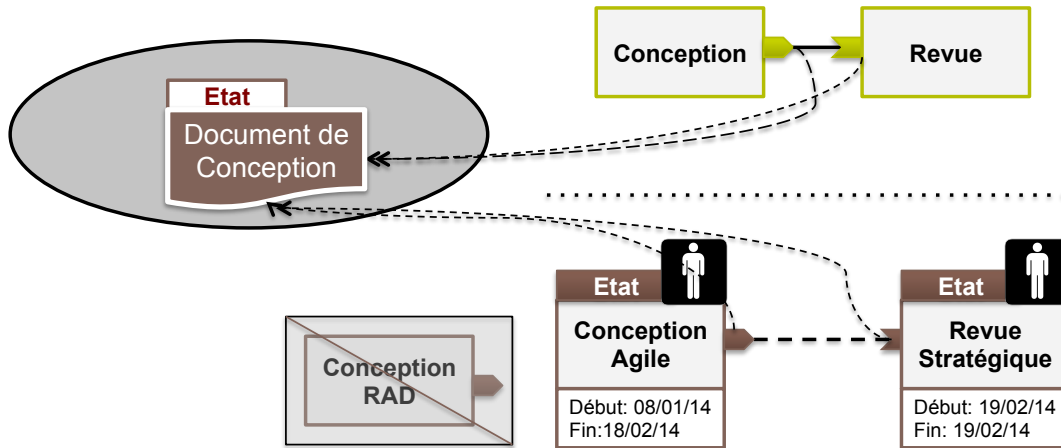 Conception
Revue
Etat
Document de
Conception
Etat
Conception
Agile
Début: 08/01/14
Fin:18/02/14
Etat
Revue
Stratégique
Début: 19/02/14
Fin: 19/02/14
Conception
RAD